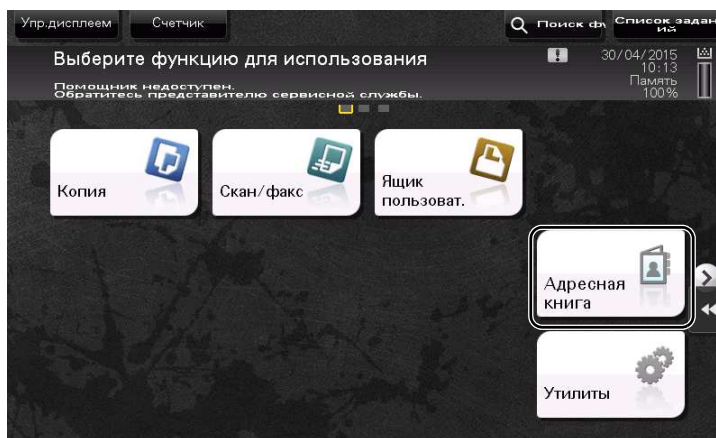 Упр.дисплеем
Счетчик
Поиск фу
Список задан
ий
Выберите функцию для использования
30/04/2015
10:13
Память
100%
Помощник недоступен.
Обратитесь представителю сервисной службы.
Копия
Скан/факс
Ящик
пользоват.
Адресная
книга
Утилиты